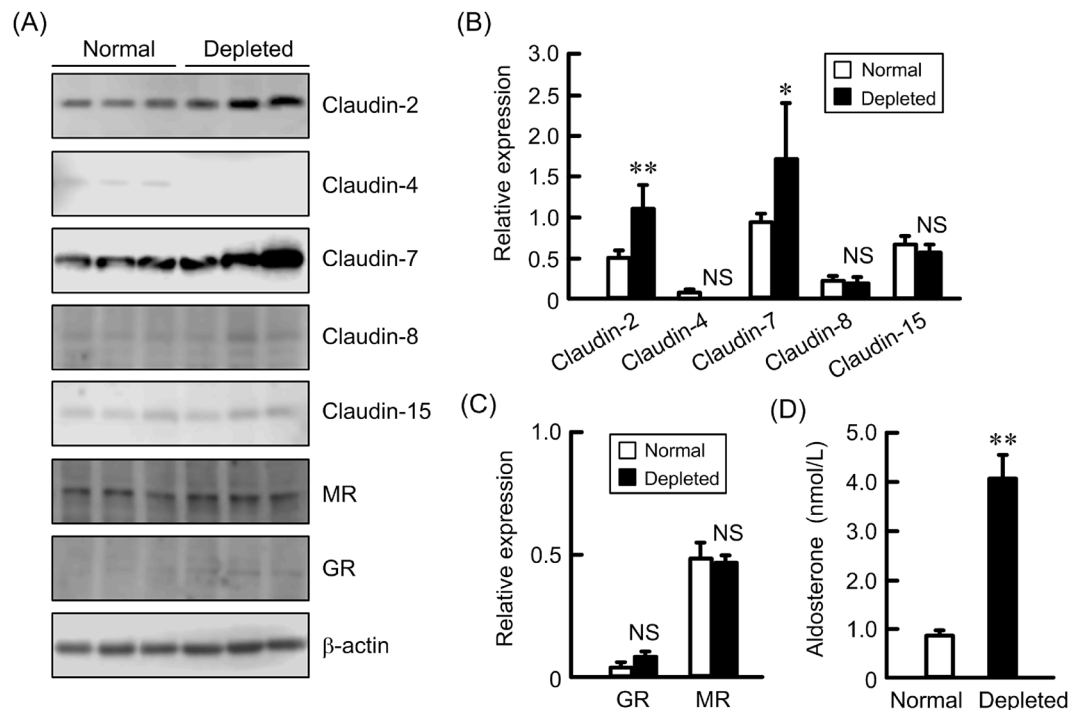 (A)
Normal Depleted
Claudin-2
Claudin-4
Claudin-7
Claudin-8
Claudin-15
MR
GR
β-actin
(B)
Relative expression
3.0
2.5
2.0
1.5
1.0
0.5
0
Normal
Depleted
**
NS
*
NS
NS
Claudin-2
Claudin-4
Claudin-7
Claudin-8
Claudin-15
(C)
Relative expression
1.0
0.5
0
Normal
Depleted
NS
NS
GR MR
(D)
Aldosterone (nmol/L)
5.0
4.0
3.0
2.0
1.0
0
**
Normal Depleted